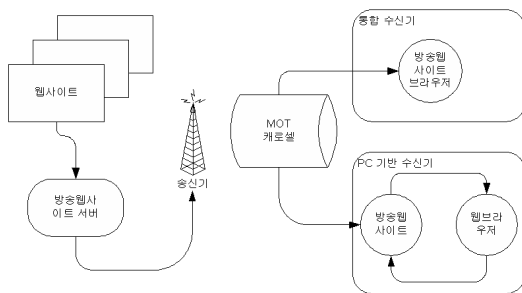 웹사이트
방송웹사
이트 서버
송신기
MOT
캐로셀
통합 수신기
방송웹
사이트
브라우저
PC 기반 수신기
방송웹
사이트
웹브라
우저